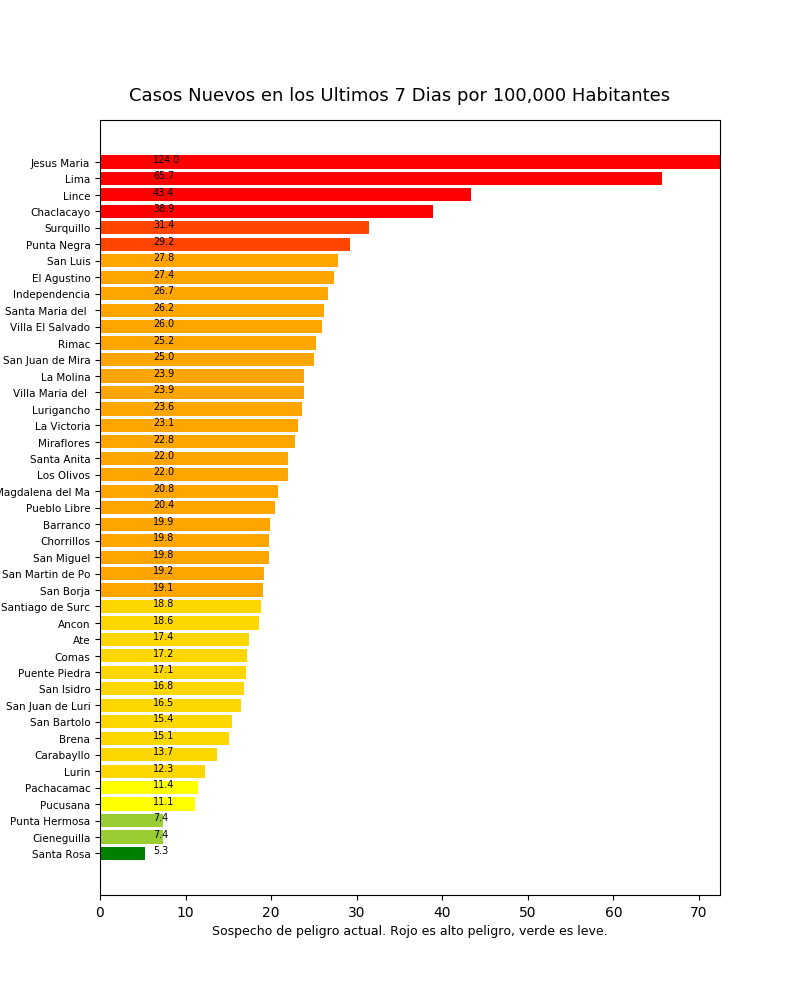 Casos Nuevos en los Ultimos 7 Dias por 100,000 Habitantes
Jesus Maria 124.0
Lima 65.7
Lince 43.4
Chaclacayo 38.9
Surquillo 31.4
Punta Negra 29.2
San Luis 27.8
El Agustino 27.4
Independencia 26.7
Santa Maria del 26.2
Villa El Salvado 26.0
Rimac 25.2
San Juan de Mira 25.0
La Molina 23.9
Villa Maria del 23.9
Lurigancho 23.6
La Victoria 23.1
Miraflores 22.8
Santa Anita 22.0
Los Olivos 22.0
Magdalena del Ma 20.8
Pueblo Libre 20.4
Barranco 19.9
Chorrillos 19.8
San Miguel 19.8
San Martin de Po 19.2
San Borja 19.1
Santiago de Surc 18.8
Ancon 18.6
Ate 17.4
Comas 17.2
Puente Piedra 17.1
San Isidro 16.8
San Juan de Luri 16.5
San Bartolo 15.4
Brena 15.1
Carabayllo 13.7
Lurin 12.3
Pachacamac 11.4
Pucusana 11.1
Punta Hermosa 7.4
Cieneguilla 7.4
Santa Rosa 5.3
0 10 20 30 40 50 60 70
Sospecho de peligro actual. Rojo es alto peligro, verde es leve.